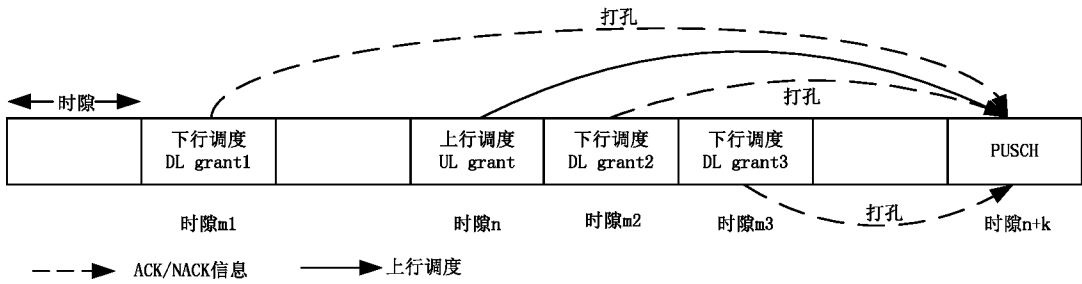 打孔
时隙
打孔
下行调度
DL grant1
上行调度
UL grant
下行调度
DL grant2
下行调度
DL grant3
PUSCH
时隙m1
时隙n
时隙m2
时隙m3
打孔
时隙n+k
ACK/NACK信息
上行调度